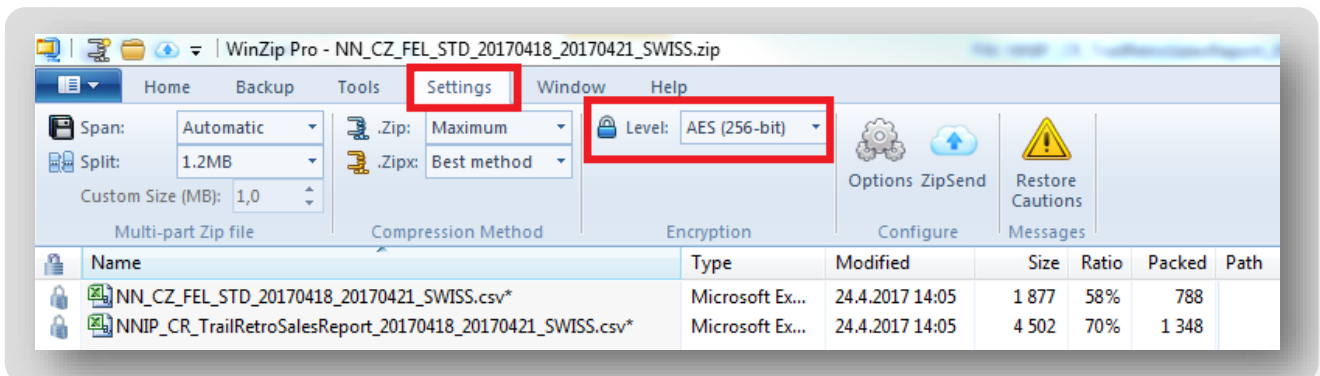 WinZip Pro - NN_CZ_FEL_STD_20170418_20170421_SWISS.zip
Home Backup Tools Settings Window Help
Span: Automatic .Zip: Maximum Level: AES (256-bit)
Split: 1.2MB .Zipx: Best method
Custom Size (MB): 1,0
Options ZipSend Restore Cautions
Multi-part Zip file Compression Method Encryption Configure Messages
Name Type Modified Size Ratio Packed Path
NN_CZ_FEL_STD_20170418_20170421_SWISS.csv* Microsoft Ex... 24.4.2017 14:05 1 877 58% 788
NNIP_CR_TrailRetroSalesReport_20170418_20170421_SWISS.csv* Microsoft Ex... 24.4.2017 14:05 4 502 70% 1 348